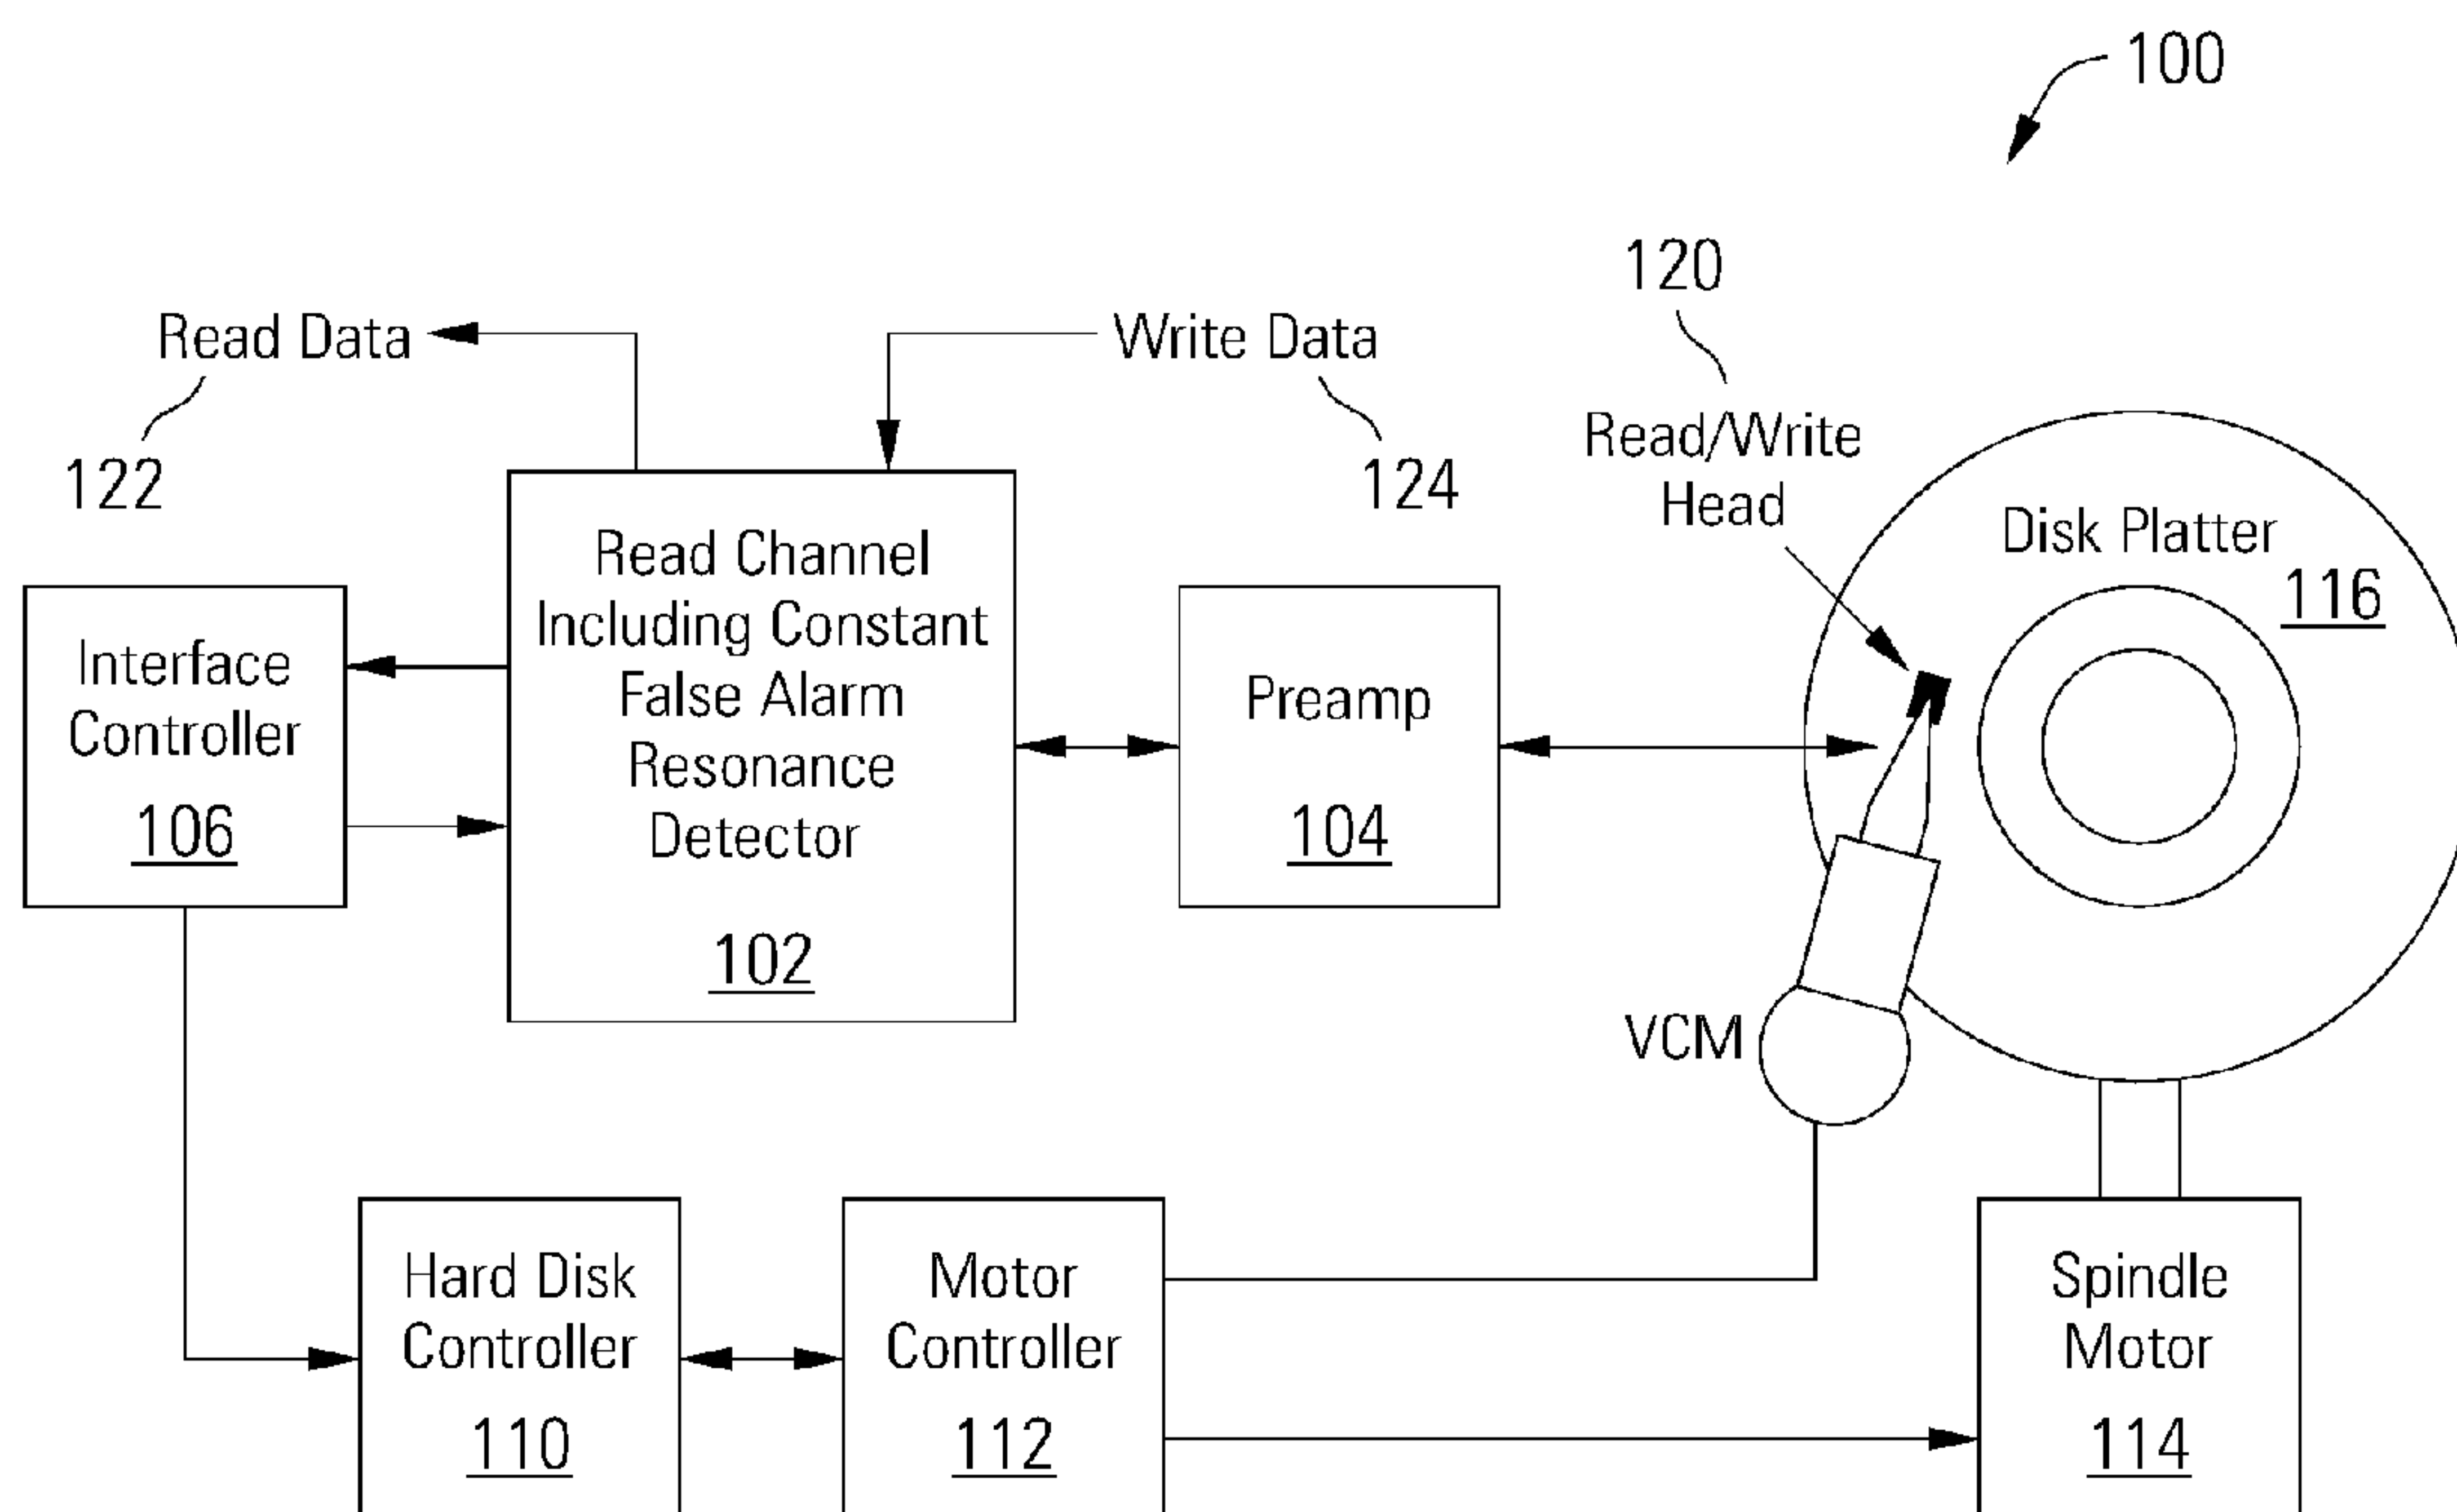 100
120
Read Data
Write Data
122
124
Read/Write
Head
Disk Platter
116
Read Channel
Including Constant
False Alarm
Resonance
Detector
102
Interface
Controller
106
Preamp
104
VCM
Hard Disk
Controller
110
Motor
Controller
112
Spindle
Motor
114